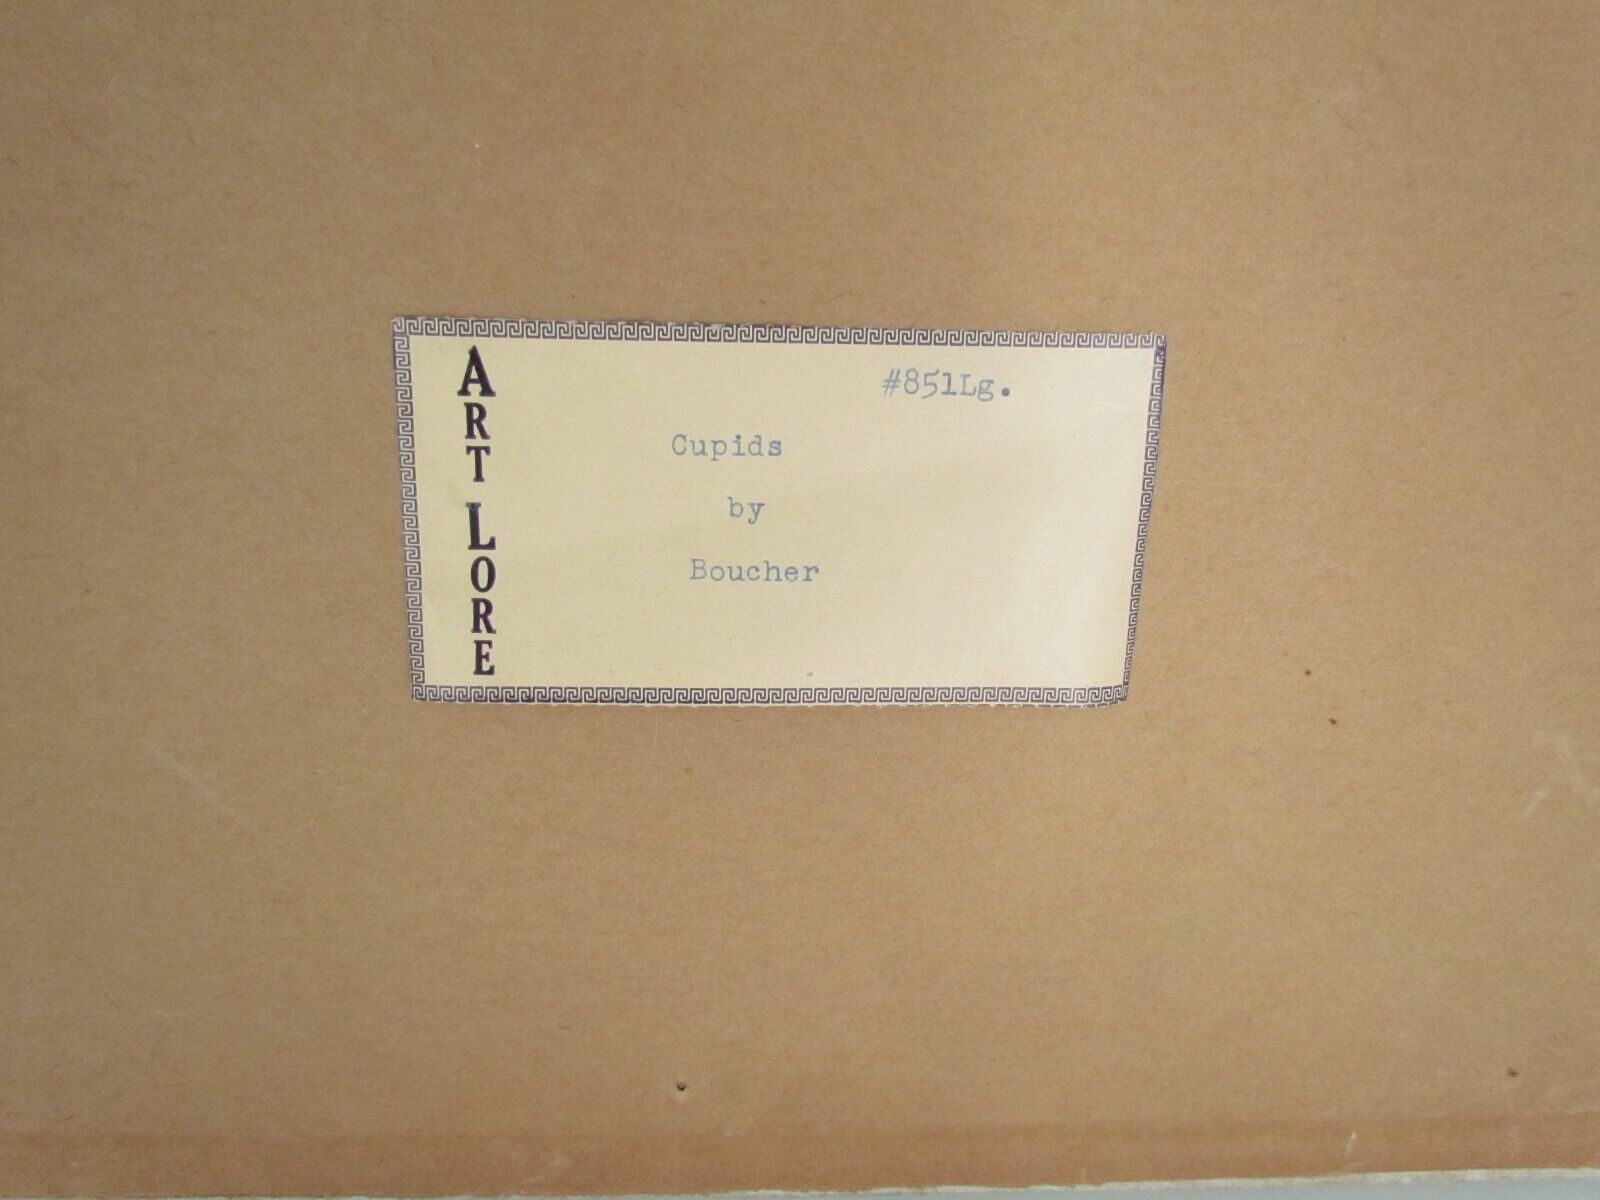 ART LORE
#851Lg.
Cupids
by
Boucher